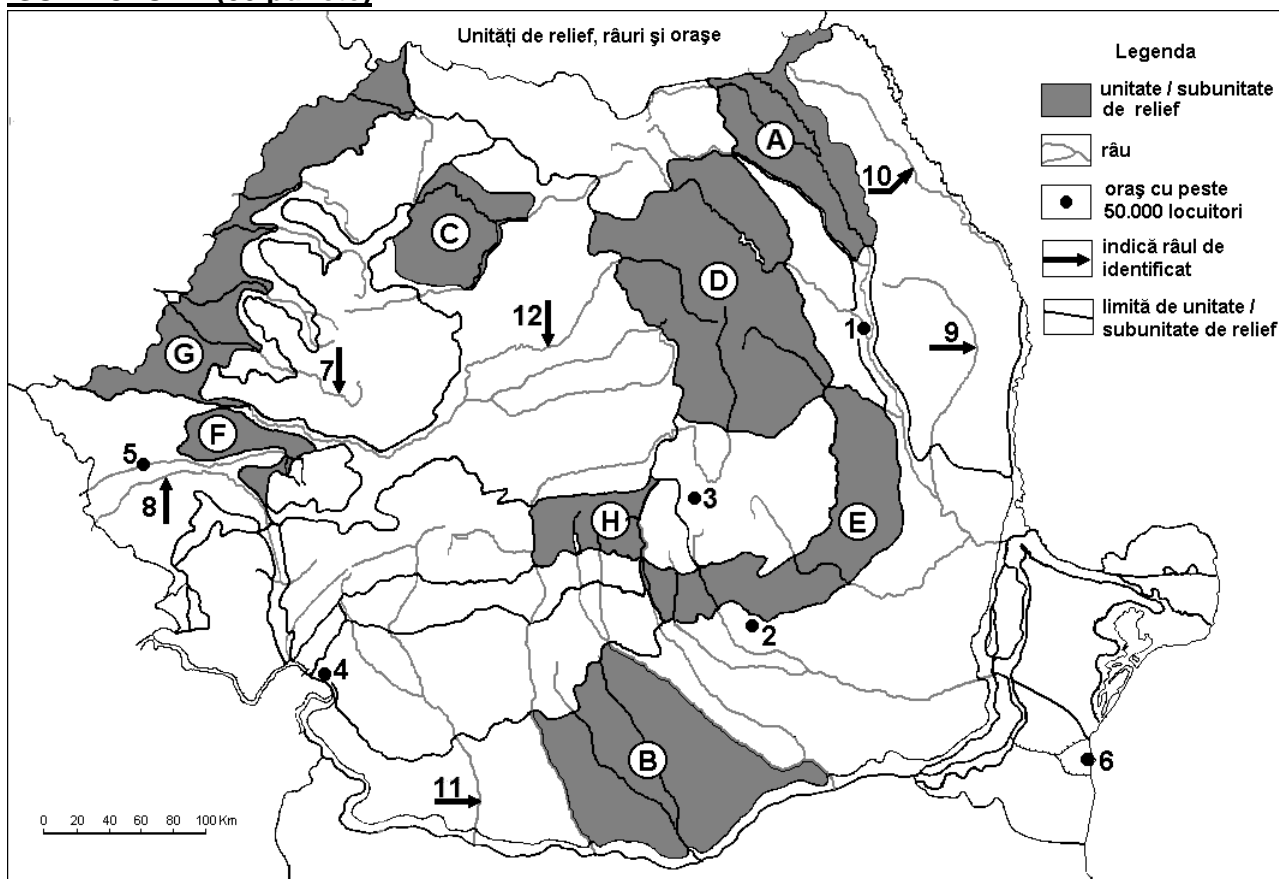 Unități de relief, râuri şi oraşe
Legenda
unitate / subunitate
de relief
râu
oraş cu peste
50.000 locuitori
indică râul de
identificat
limită de unitate /
subunitate de relief
A
10
C
D
12
1
9
G
7
F
5
3
8
H
E
2
4
B
6
11
0 20 40 60 80 100 Km